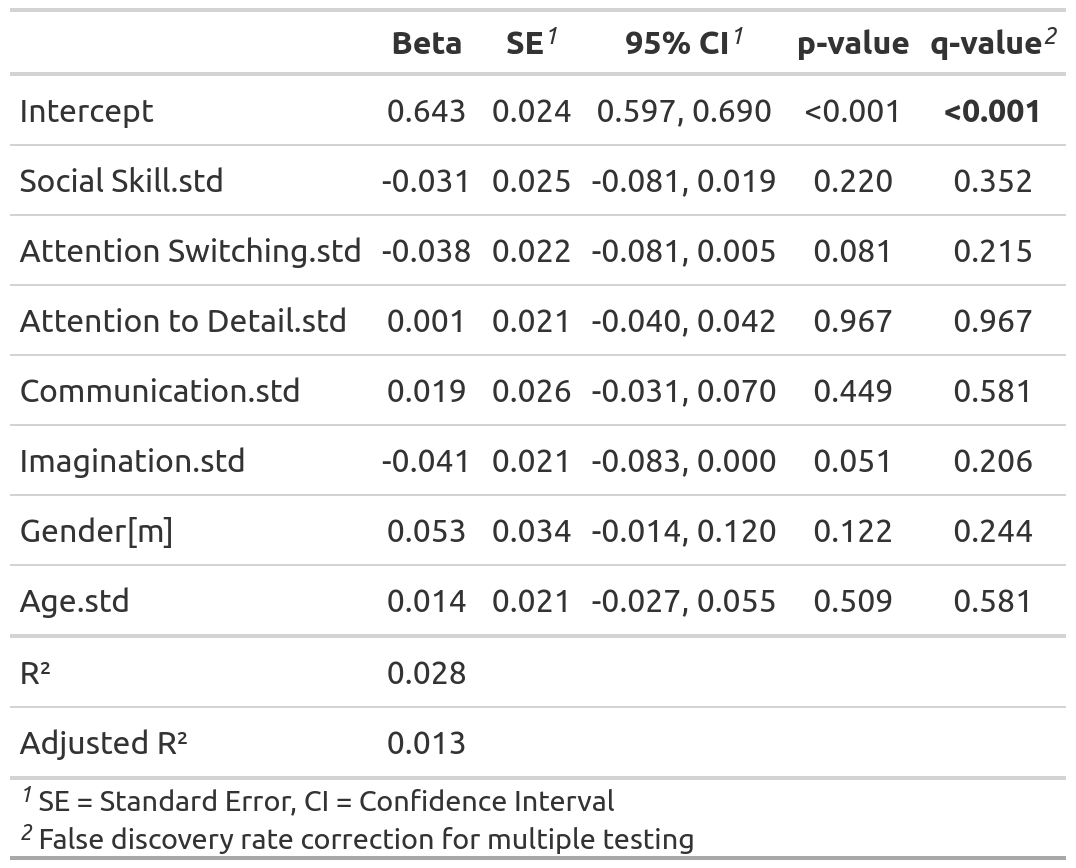 Beta SE¹ 95% CI¹ p-value q-value²
Intercept 0.643 0.024 0.597, 0.690 <0.001 <0.001
Social Skill.std -0.031 0.025 -0.081, 0.019 0.220 0.352
Attention Switching.std -0.038 0.022 -0.081, 0.005 0.081 0.215
Attention to Detail.std 0.001 0.021 -0.040, 0.042 0.967 0.967
Communication.std 0.019 0.026 -0.031, 0.070 0.449 0.581
Imagination.std -0.041 0.021 -0.083, 0.000 0.051 0.206
Gender[m] 0.053 0.034 -0.014, 0.120 0.122 0.244
Age.std 0.014 0.021 -0.027, 0.055 0.509 0.581
R² 0.028
Adjusted R² 0.013
¹ SE = Standard Error, CI = Confidence Interval
² False discovery rate correction for multiple testing